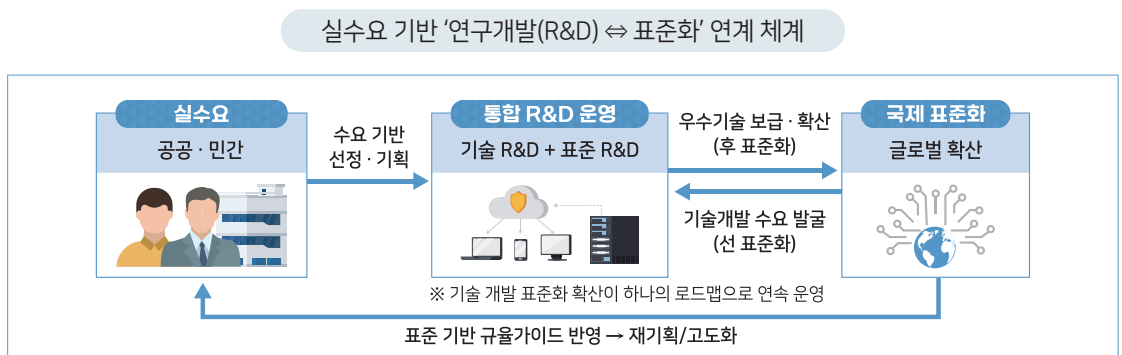 실수요 기반 ‘연구개발(R&D) ⇔ 표준화’ 연계 체계
실수요
공공 · 민간
수요 기반
선정 · 기획
통합 R&D 운영
기술 R&D + 표준 R&D
우수기술 보급 · 확산
(후 표준화)
기술개발 수요 발굴
(선 표준화)
국제 표준화
글로벌 확산
※ 기술 개발 표준화 확산이 하나의 로드맵으로 연속 운영
표준 기반 규율가이드 반영 → 재기획/고도화